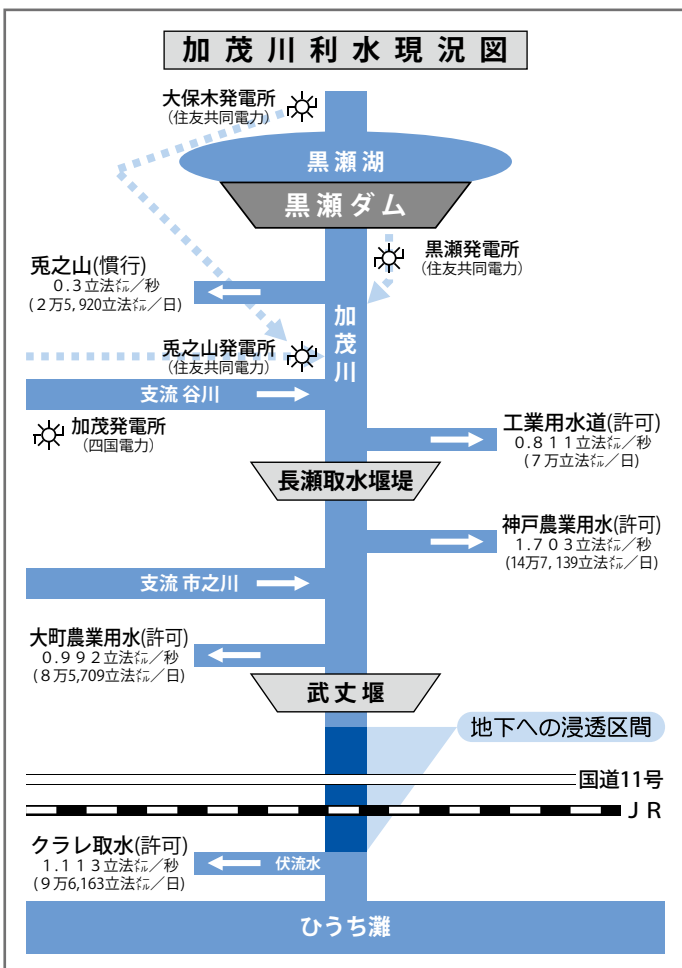 加茂川利水現況図
大保木発電所
（住友共同電力）
黒瀬湖
黒瀬ダム
黒瀬発電所
（住友共同電力）
兎之山(慣行)
０.３立法㍍／秒
(２万5,920立法㍍／日)
加茂川
兎之山発電所
（住友共同電力）
支流 谷川
加茂発電所
（四国電力）
工業用水道(許可)
０.８１１立法㍍／秒
(７万立法㍍／日)
長瀬取水堰堤
神戸農業用水(許可)
１.７０３立法㍍／秒
(14万7,139立法㍍／日)
支流 市之川
大町農業用水(許可)
０.９９２立法㍍／秒
(８万5,709立法㍍／日)
武丈堰
地下への浸透区間
国道11号
ＪＲ
クラレ取水(許可)
１.１１３立法㍍／秒
(９万6,163立法㍍／日)
伏流水
ひうち灘